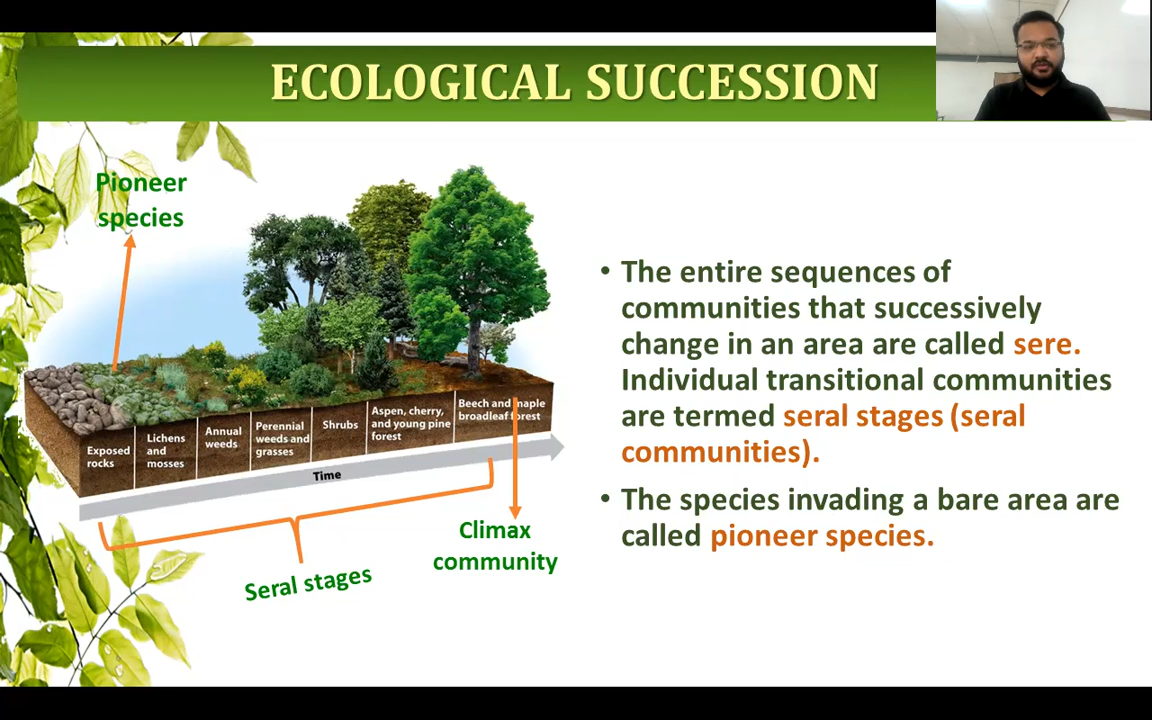 ECOLOGICAL SUCCESSION
Pioneer
species
Exposed
rocks
Lichens
and
mosses
Annual
weeds
Perennial
weeds and
grasses
Shrubs
Aspen, cherry,
and young pine
forest
Beech and maple
broadleaf forest
Time
Seral stages
Climax
community
• The entire sequences of
communities that successively
change in an area are called sere.
Individual transitional communities
are termed seral stages (seral
communities).
• The species invading a bare area are
called pioneer species.